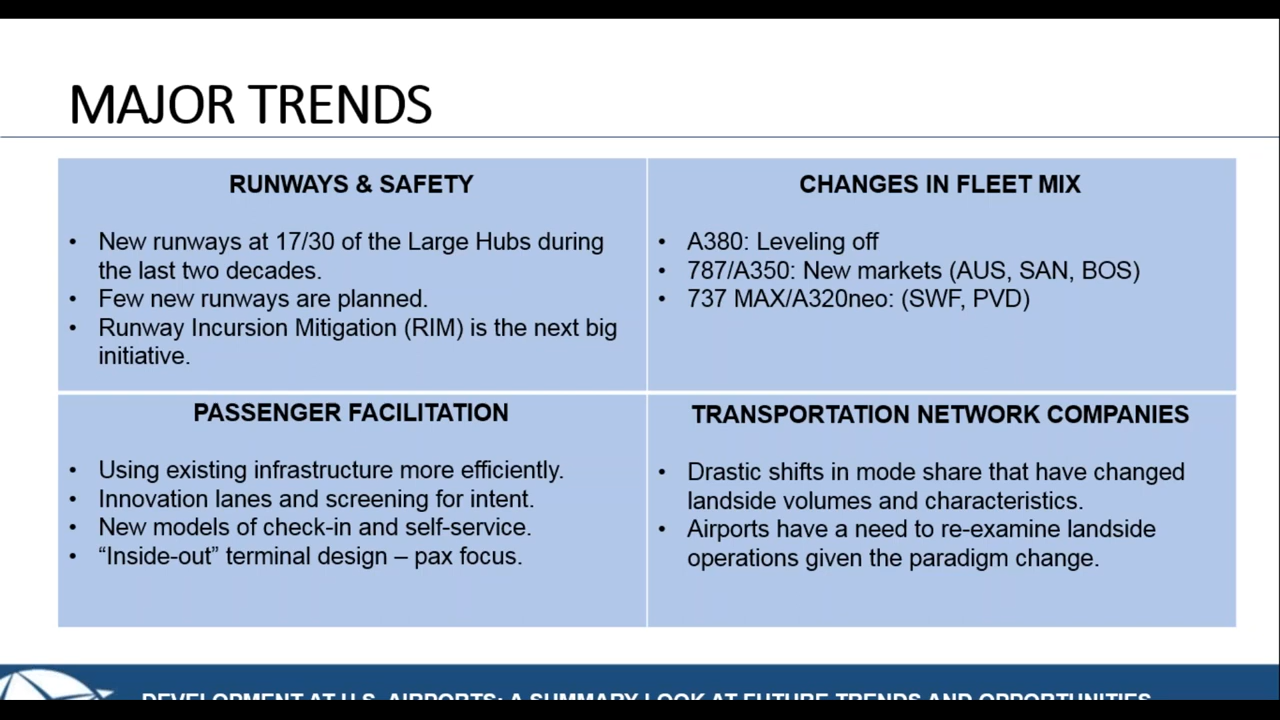 MAJOR TRENDS
RUNWAYS & SAFETY
• New runways at 17/30 of the Large Hubs during
the last two decades.
• Few new runways are planned.
• Runway Incursion Mitigation (RIM) is the next big
initiative.
CHANGES IN FLEET MIX
• A380: Leveling off
• 787/A350: New markets (AUS, SAN, BOS)
• 737 MAX/A320neo: (SWF, PVD)
PASSENGER FACILITATION
• Using existing infrastructure more efficiently.
• Innovation lanes and screening for intent.
• New models of check-in and self-service.
• “Inside-out” terminal design – pax focus.
TRANSPORTATION NETWORK COMPANIES
• Drastic shifts in mode share that have changed
landside volumes and characteristics.
• Airports have a need to re-examine landside
operations given the paradigm change.
DEVELOPMENT AT U.S. AIRPORTS: A SUMMARY LOOK AT FUTURE TRENDS AND OPPORTUNITIES